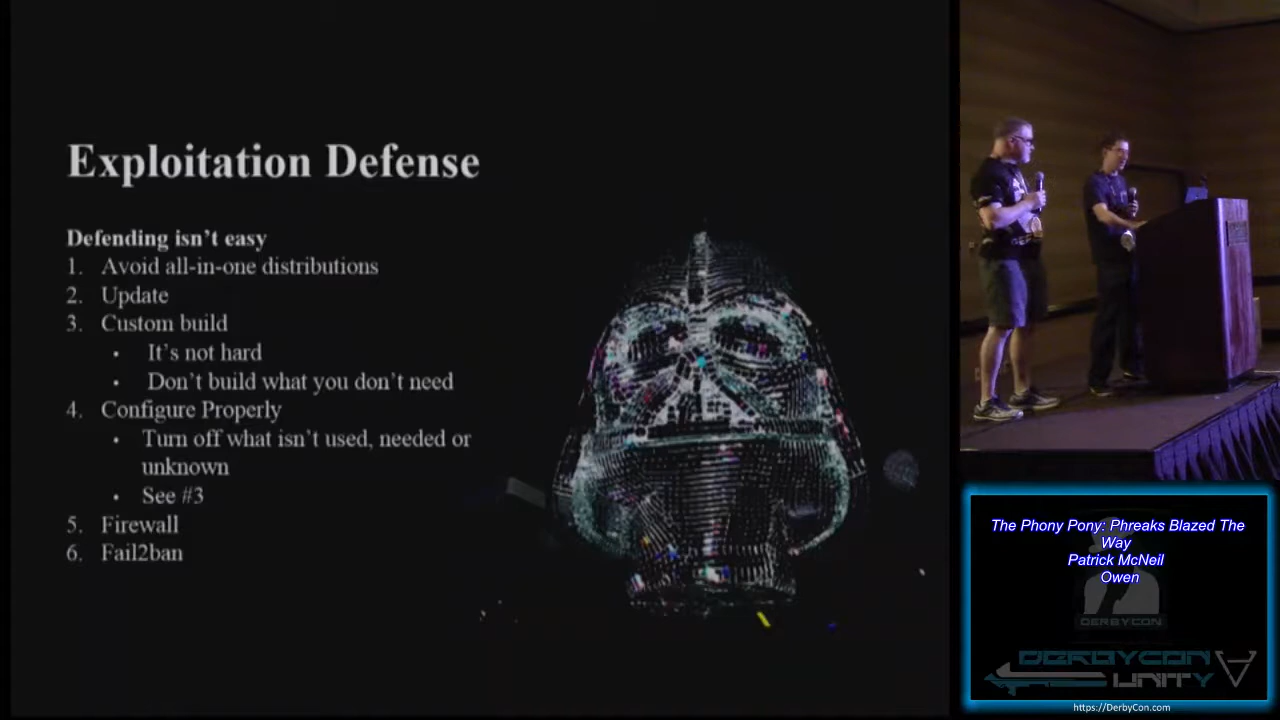 Exploitation Defense
Defending isn't easy
1. Avoid all-in-one distributions
2. Update
3. Custom build
• It's not hard
• Don't build what you don't need
4. Configure Properly
• Turn off what isn't used, needed or
unknown
• See #3
5. Firewall
6. Fail2ban
The Phony Pony: Phreaks Blazed The
Way
Patrick McNeil
Owen
DERBYCON
DERBYCON
UNITY
https://DerbyCon.com